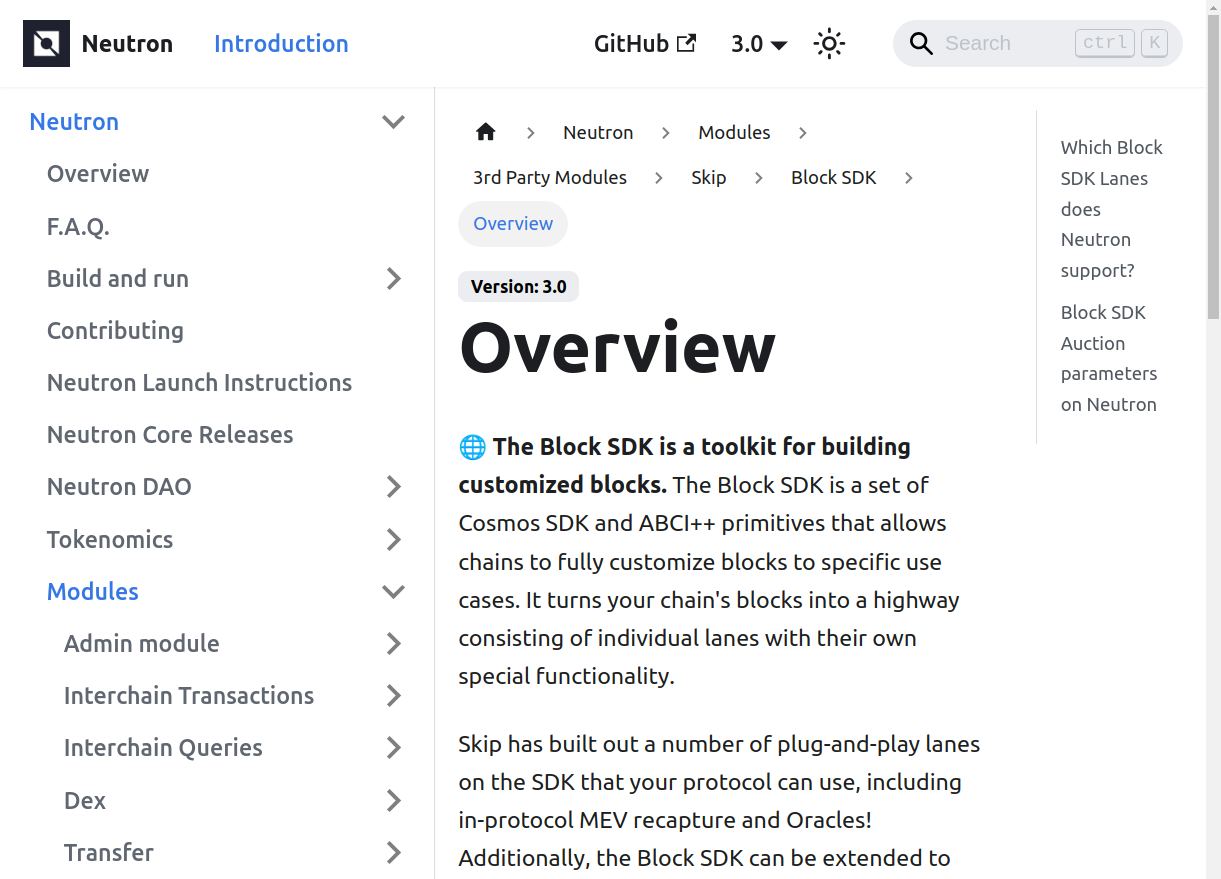 Neutron
Introduction
GitHub
3.0
Search
ctrl K
Neutron
Overview
F.A.Q.
Build and run
Contributing
Neutron Launch Instructions
Neutron Core Releases
Neutron DAO
Tokenomics
Modules
Admin module
Interchain Transactions
Interchain Queries
Dex
Transfer
Neutron
Modules
3rd Party Modules
Skip
Block SDK
Overview
Version: 3.0
Overview
🌐 The Block SDK is a toolkit for building
customized blocks. The Block SDK is a set of
Cosmos SDK and ABCI++ primitives that allows
chains to fully customize blocks to specific use
cases. It turns your chain's blocks into a highway
consisting of individual lanes with their own
special functionality.
Skip has built out a number of plug-and-play lanes
on the SDK that your protocol can use, including
in-protocol MEV recapture and Oracles!
Additionally, the Block SDK can be extended to
Which Block
SDK Lanes
does
Neutron
support?
Block SDK
Auction
parameters
on Neutron